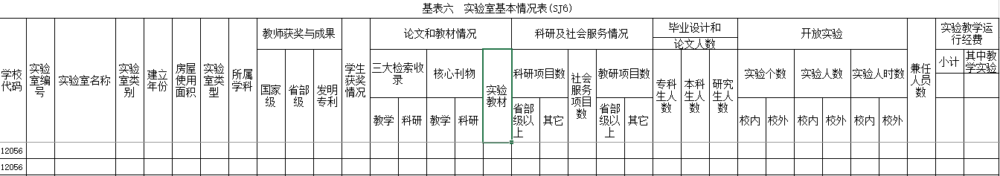 基表六 实验室基本情况表(SJ6)
学校代码
实验室编号
实验室名称
实验室类别
建立年份
房屋使用面积
实验室类型
所属学科
教师获奖与成果
国家级
省部级
发明专利
学生获奖情况
论文和教材情况
三大检索收录
教学
科研
核心刊物
教学
科研
实验教材
科研及社会服务情况
科研项目数
省部级以上
其它
社会服务项目数
教研项目数
省部级以上
其它
毕业设计和
论文人数
专科生人数
本科生人数
研究生人数
开放实验
实验个数
校内
校外
实验人数
校内
校外
实验人时数
校内
校外
兼任人员数
实验教学运行经费
小计
其中教学实验
12056
12056